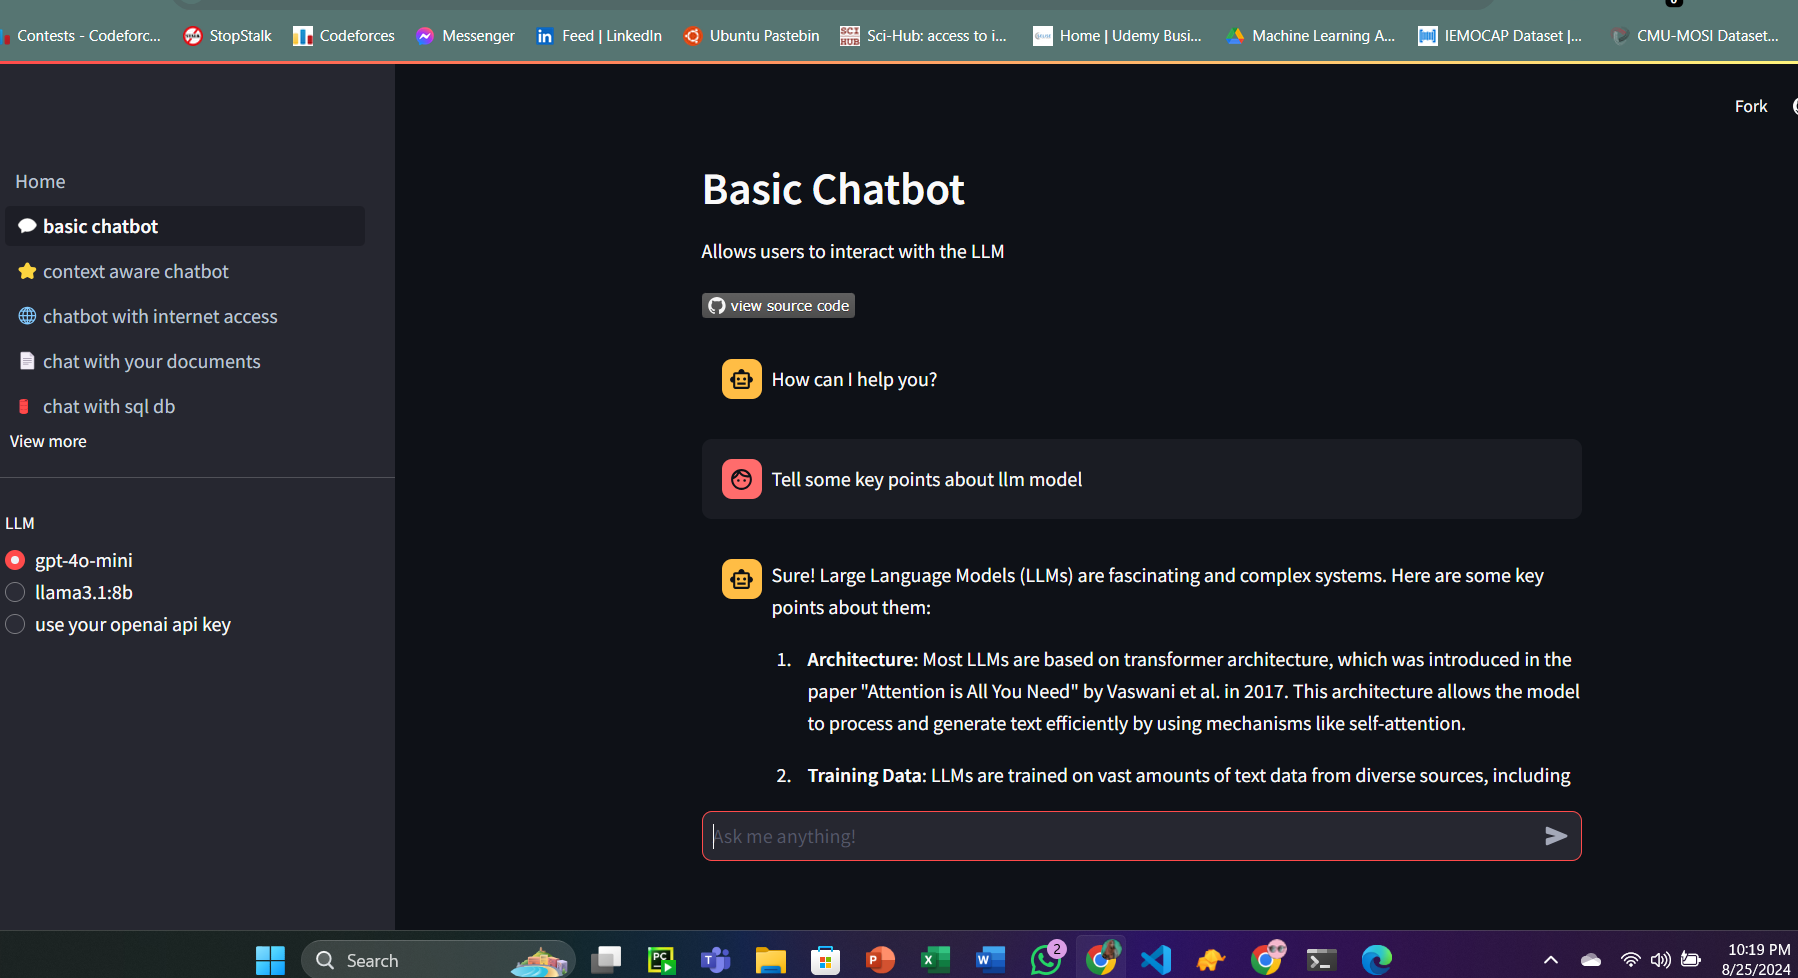 Contests - Codeforc...
StopStalk
Codeforces
Messenger
Feed | LinkedIn
Ubuntu Pastebin
Sci-Hub: access to i...
Home | Udemy Busi...
Machine Learning A...
IEMOCAP Dataset |...
CMU-MOSI Dataset...
Fork
Home
basic chatbot
context aware chatbot
chatbot with internet access
chat with your documents
chat with sql db
View more
LLM
gpt-4o-mini
llama3.1:8b
use your openai api key
Basic Chatbot
Allows users to interact with the LLM
view source code
How can I help you?
Tell some key points about llm model
Sure! Large Language Models (LLMs) are fascinating and complex systems. Here are some key
points about them:
1. Architecture: Most LLMs are based on transformer architecture, which was introduced in the
paper "Attention is All You Need" by Vaswani et al. in 2017. This architecture allows the model
to process and generate text efficiently by using mechanisms like self-attention.
2. Training Data: LLMs are trained on vast amounts of text data from diverse sources, including
Ask me anything!
Search
2
10:19 PM
8/25/2024